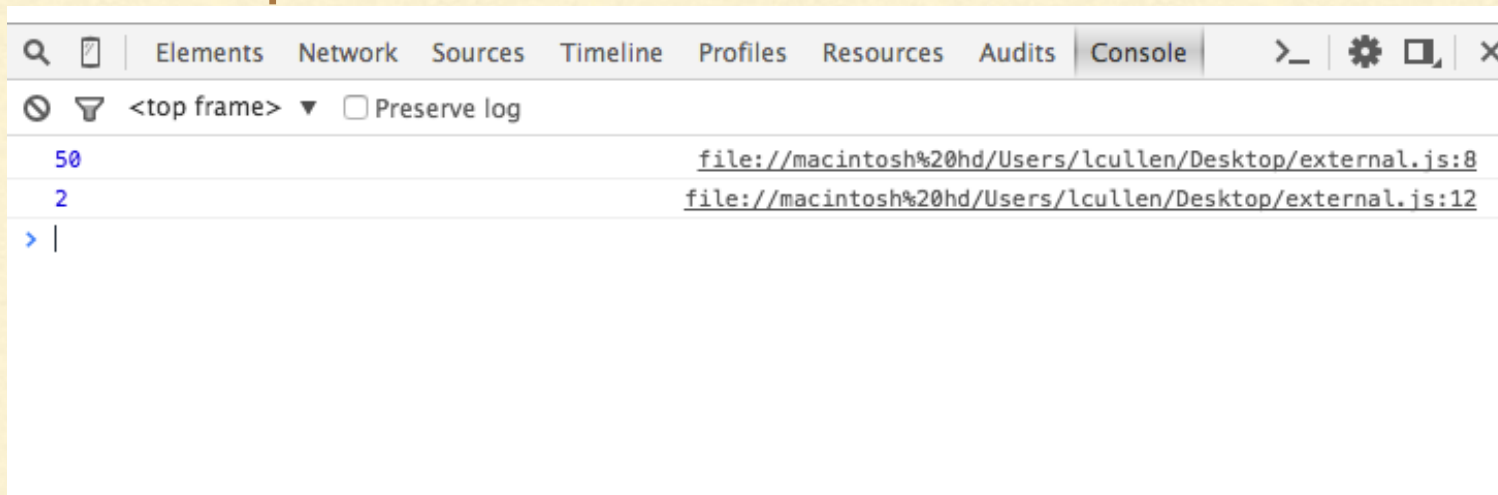 Elements Network Sources Timeline Profiles Resources Audits Console
<top frame> ▼ Preserve log
50 file://macintosh%20hd/Users/lcullen/Desktop/external.js:8
2 file://macintosh%20hd/Users/lcullen/Desktop/external.js:12
>